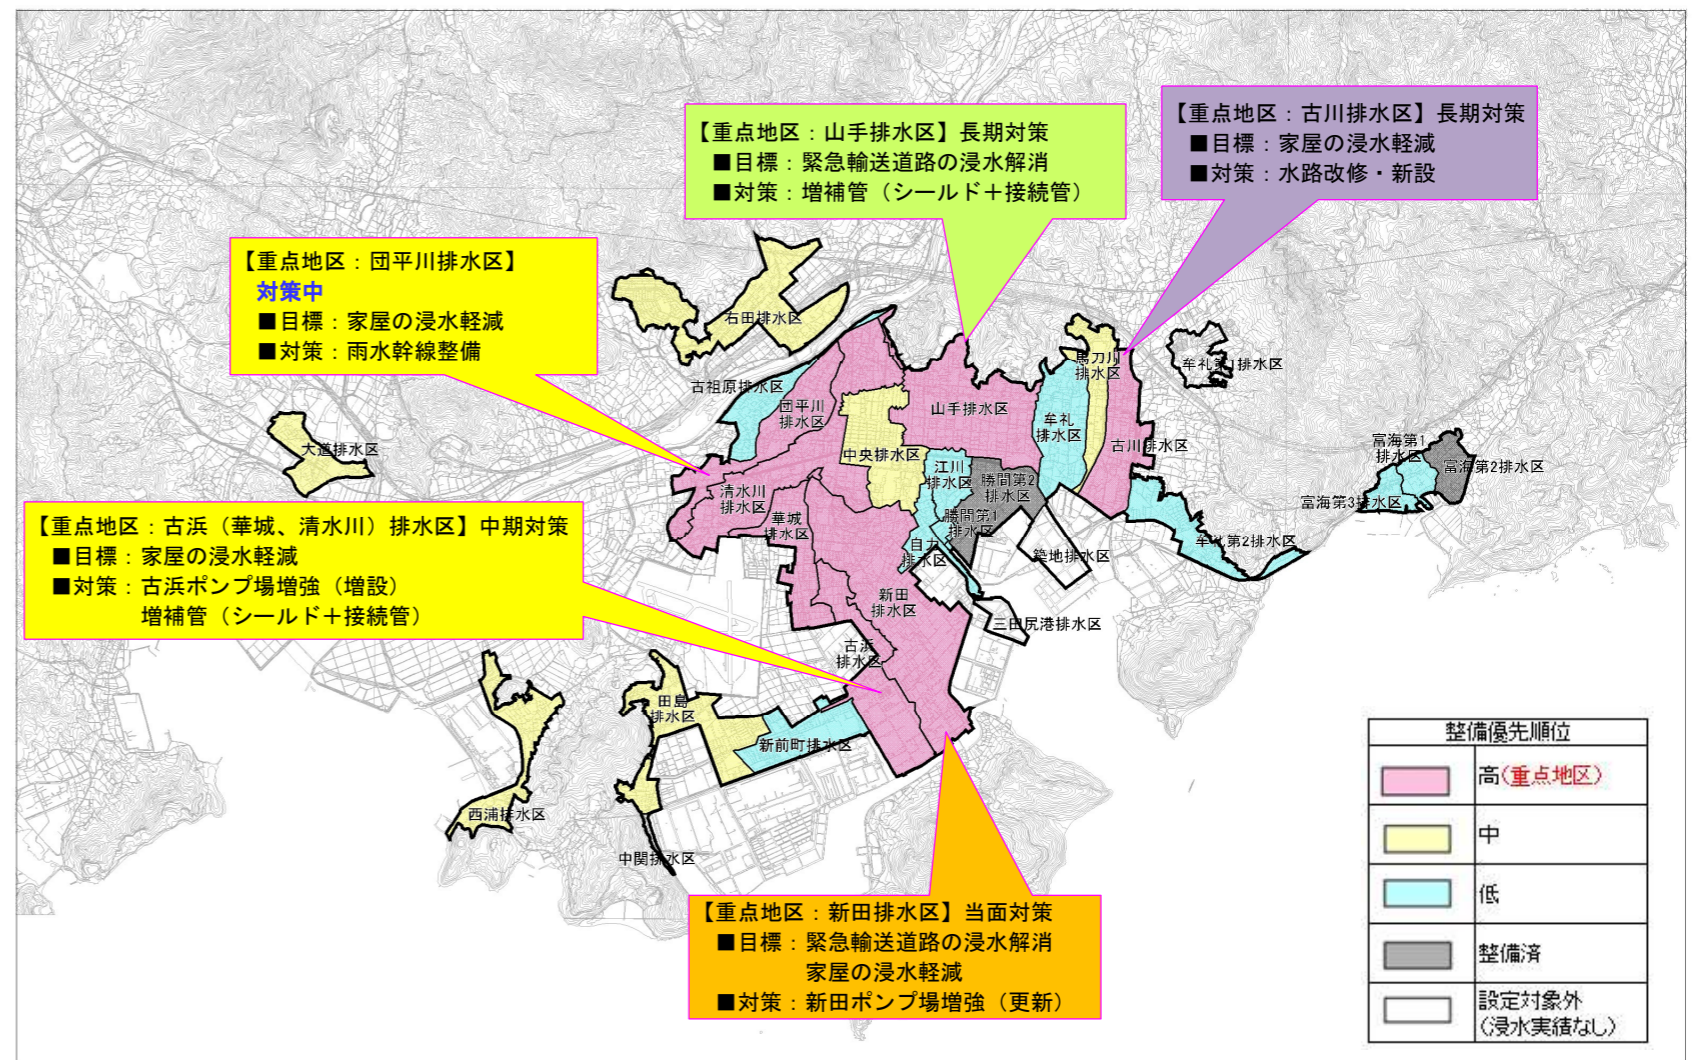 【重点地区：山手排水区】長期対策
■目標：緊急輸送道路の浸水解消
■対策：増補管（シールド＋接続管）
【重点地区：古川排水区】長期対策
■目標：家屋の浸水軽減
■対策：水路改修・新設
【重点地区：団平川排水区】
対策中
■目標：家屋の浸水軽減
■対策：雨水幹線整備
【重点地区：古浜（華城、清水川）排水区】中期対策
■目標：家屋の浸水軽減
■対策：古浜ポンプ場増強（増設）
増補管（シールド＋接続管）
【重点地区：新田排水区】当面対策
■目標：緊急輸送道路の浸水解消
家屋の浸水軽減
■対策：新田ポンプ場増強（更新）
右田排水区
古祖原排水区
団平川
排水区
山手排水区
馬刀川
排水区
牟礼第1排水区
牟礼
排水区
古川排水区
大道排水区
中央排水区
江川
排水区
勝間第2
排水区
富海第1
排水区
富海第2排水区
富海第3排水区
清水川
排水区
華城
排水区
勝間第1
排水区
自力
排水区
築地排水区
牟礼第2排水区
新田
排水区
三田尻港排水区
古浜
排水区
田島
排水区
新前町排水区
西浦排水区
中関排水区
整備優先順位
高(重点地区)
中
低
整備済
設定対象外
(浸水実績なし)